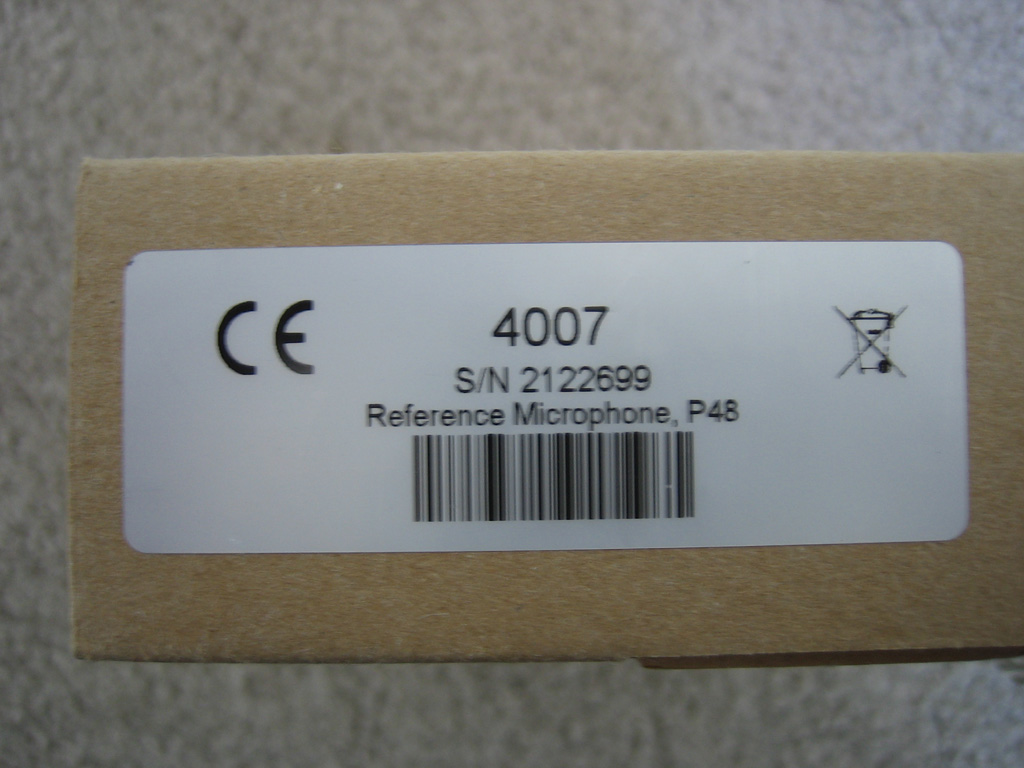 CE
4007
S/N 2122699
Reference Microphone, P48